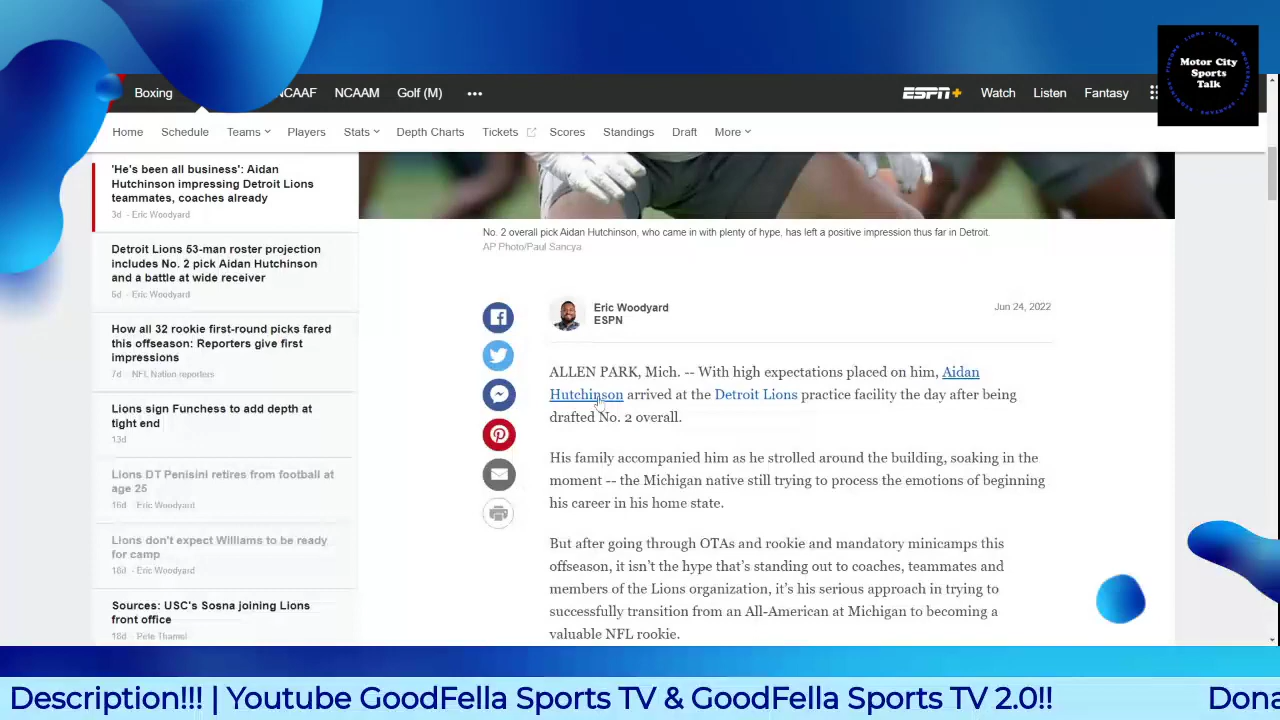 Boxing
NCAAF
NCAAM
Golf (M)
ESPN+
Watch
Listen
Fantasy
Motor City
Sports
Talk
Home
Schedule
Teams
Players
Stats
Depth Charts
Tickets
Scores
Standings
Draft
More
'He's been all business': Aidan
Hutchinson impressing Detroit Lions
teammates, coaches already
3d - Eric Woodyard
Detroit Lions 53-man roster projection
includes No. 2 pick Aidan Hutchinson
and a battle at wide receiver
Eric Woodyard
How all 32 rookie first-round picks fared
this offseason: Reporters give first
impressions
7d - NFL Nation reporters
Lions sign Funchess to add depth at
tight end
13d
Lions DT Penisini retires from football at
age 25
16d Eric Woodyard
Lions don't expect Williams to be ready
for camp
Eric Woodyard
Sources: USC's Sosna joining Lions
front office
Pete Thamel
No. 2 overall pick Aidan Hutchinson, who came in with plenty of hype, has left a positive impression thus far in Detroit.
AP Photo/Paul Sancya
Eric Woodyard
ESPN
Jun 24, 2022
ALLEN PARK, Mich. -- With high expectations placed on him, Aidan
Hutchinson arrived at the Detroit Lions practice facility the day after being
drafted No. 2 overall.
His family accompanied him as he strolled around the building, soaking in the
moment -- the Michigan native still trying to process the emotions of beginning
his career in his home state.
But after going through OTAs and rookie and mandatory minicamps this
offseason, it isn't the hype that's standing out to coaches, teammates and
members of the Lions organization, it's his serious approach in trying to
successfully transition from an All-American at Michigan to becoming a
valuable NFL rookie.
Description!!! | Youtube GoodFella Sports TV & GoodFella Sports TV 2.0!!
Dona